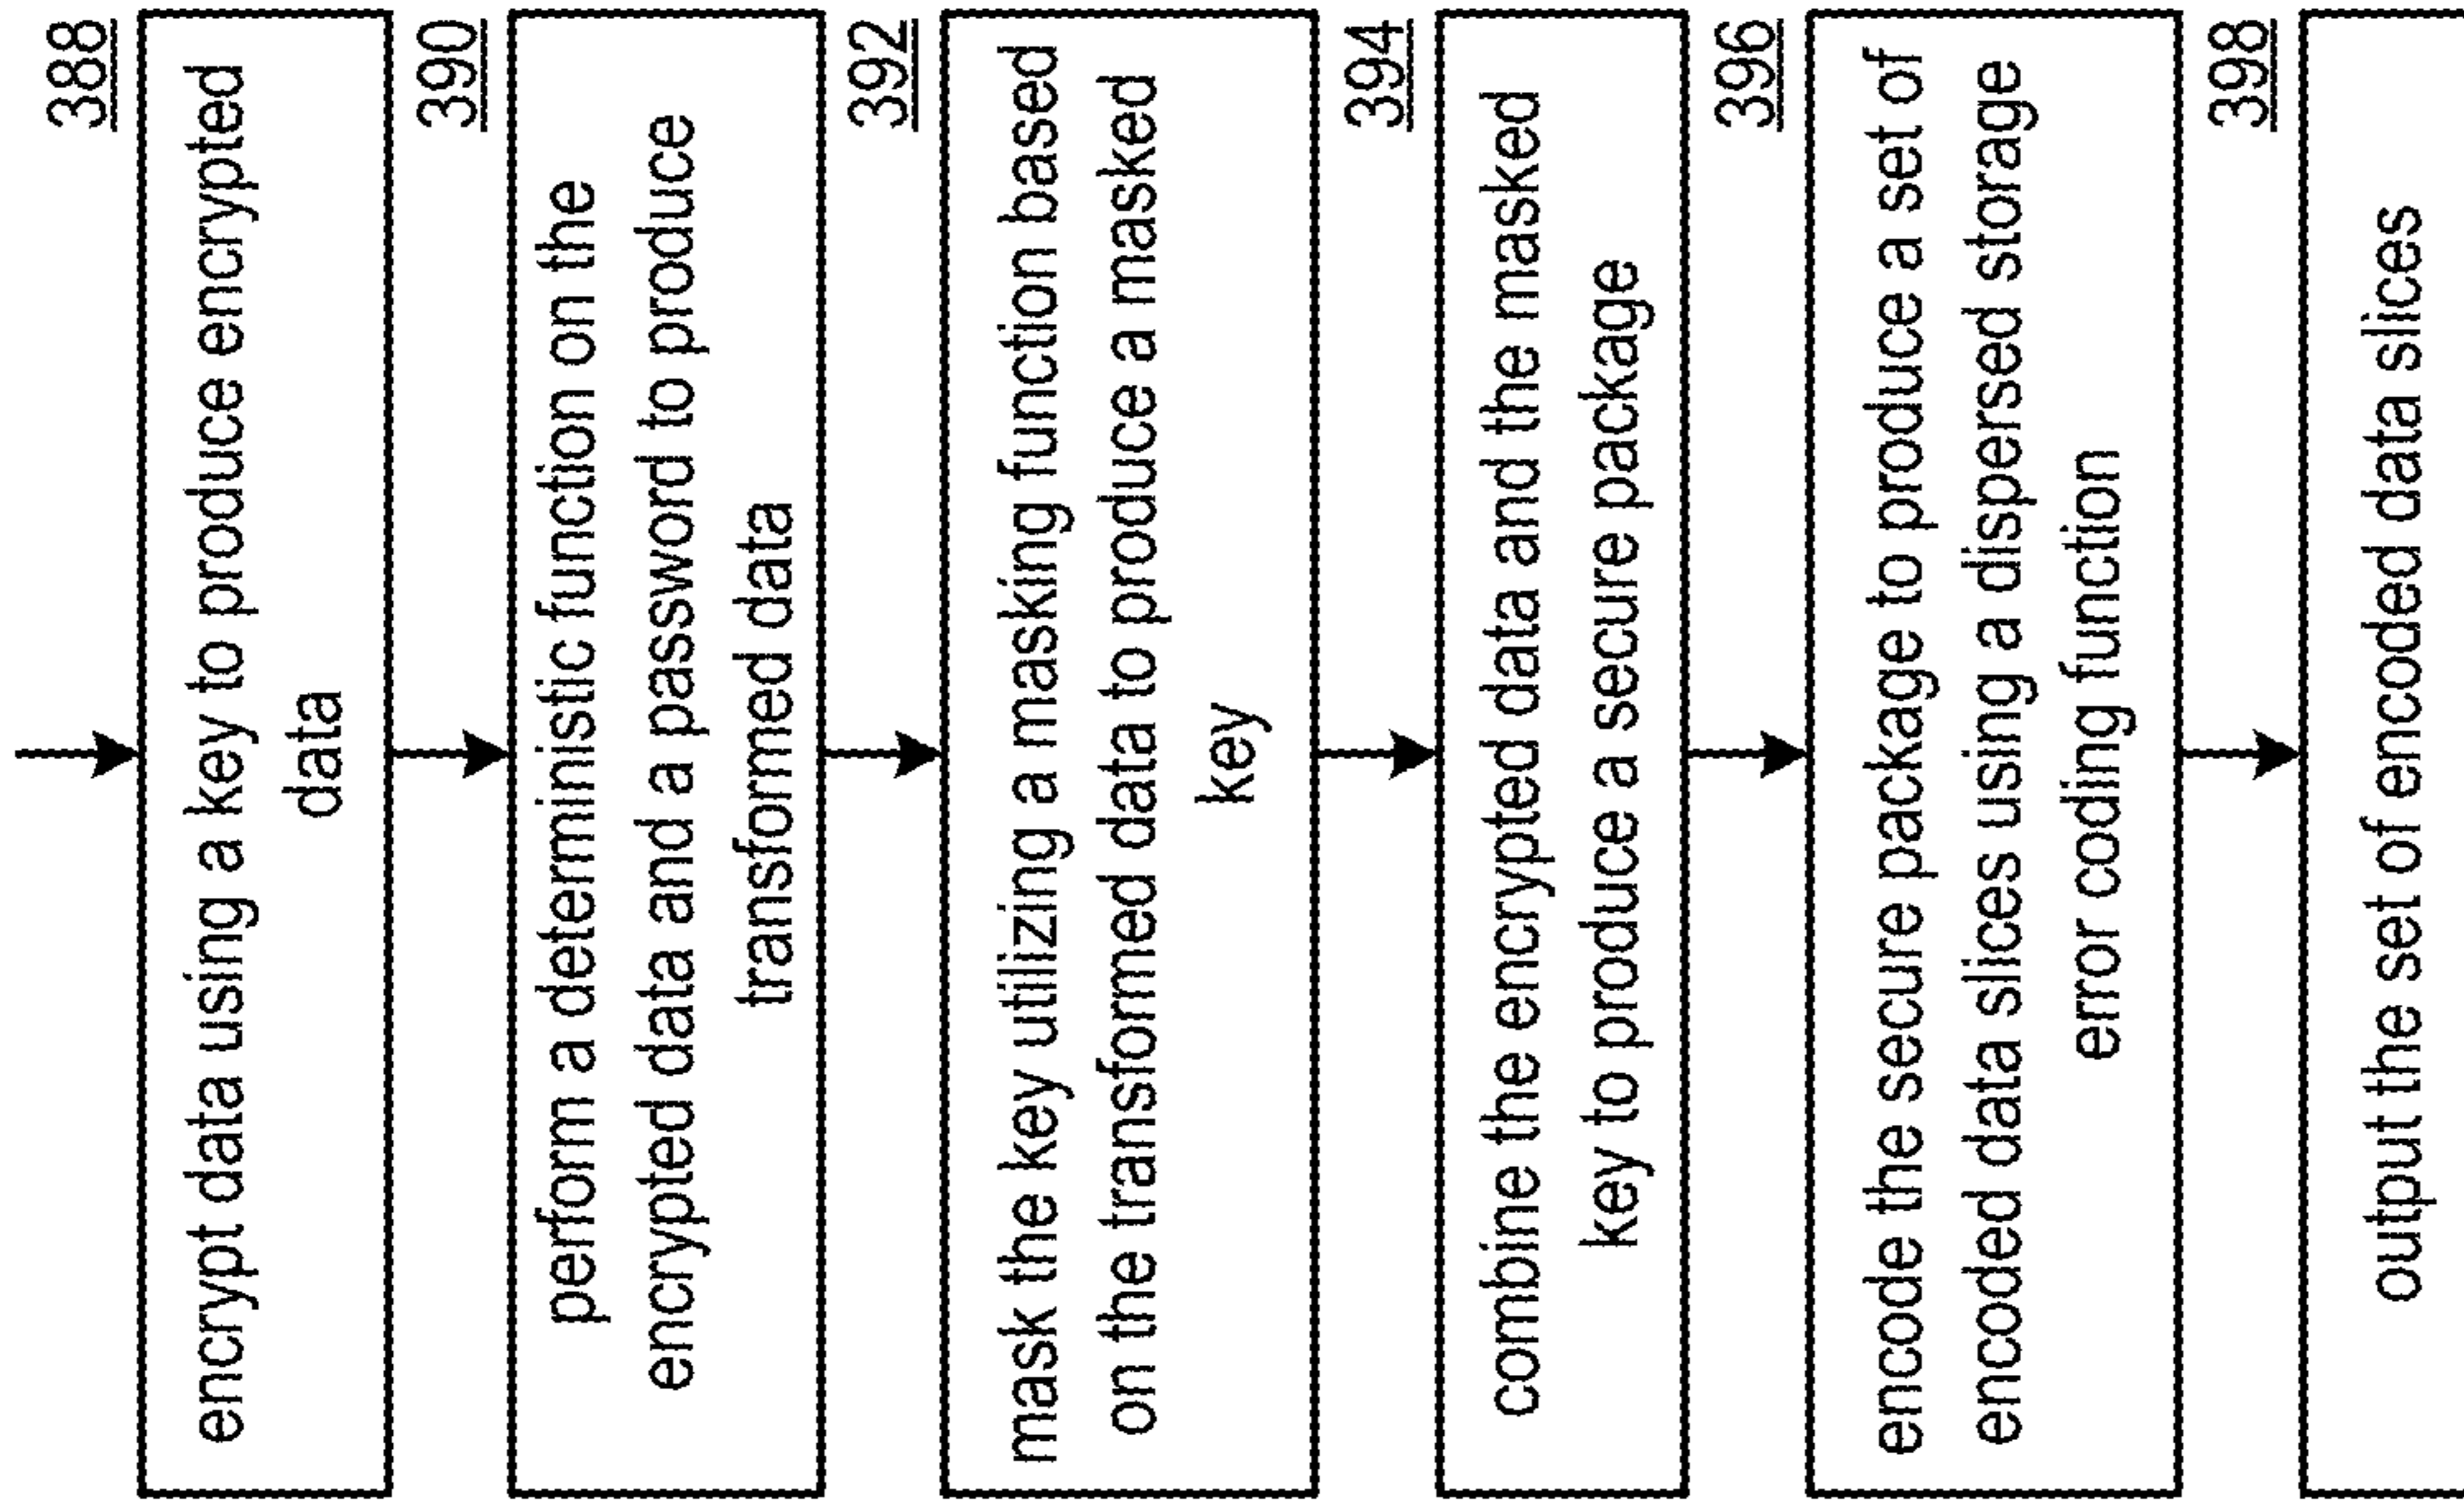 388
encrypt data using a key to produce encrypted
data
390
perform a deterministic function on the
encrypted data and a password to produce
transformed data
392
mask the key utilizing a masking function based
on the transformed data to produce a masked
key
394
combine the encrypted data and the masked
key to produce a secure package
396
encode the secure package to produce a set of
encoded data slices using a dispersed storage
error coding function
398
output the set of encoded data slices